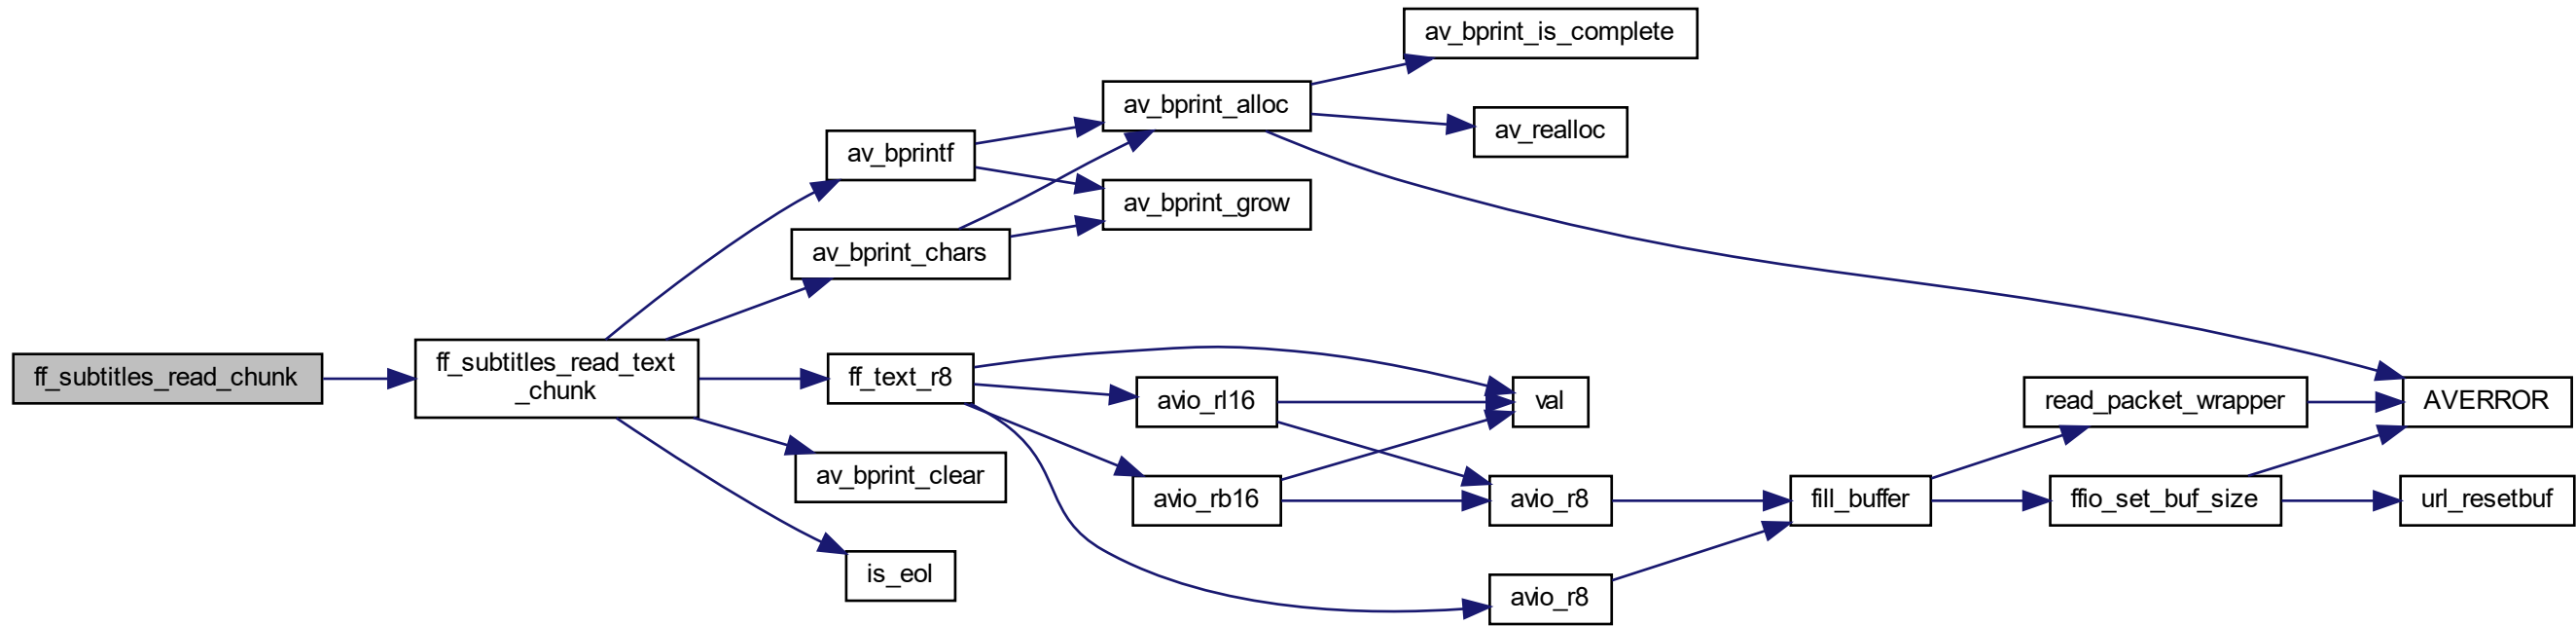 ff_subtitles_read_chunk
ff_subtitles_read_text
_chunk
av_bprintf
av_bprint_chars
ff_text_r8
av_bprint_clear
is_eol
av_bprint_alloc
av_bprint_grow
avio_rl16
avio_rb16
av_bprint_is_complete
av_realloc
val
avio_r8
avio_r8
fill_buffer
read_packet_wrapper
ffio_set_buf_size
AVERROR
url_resetbuf